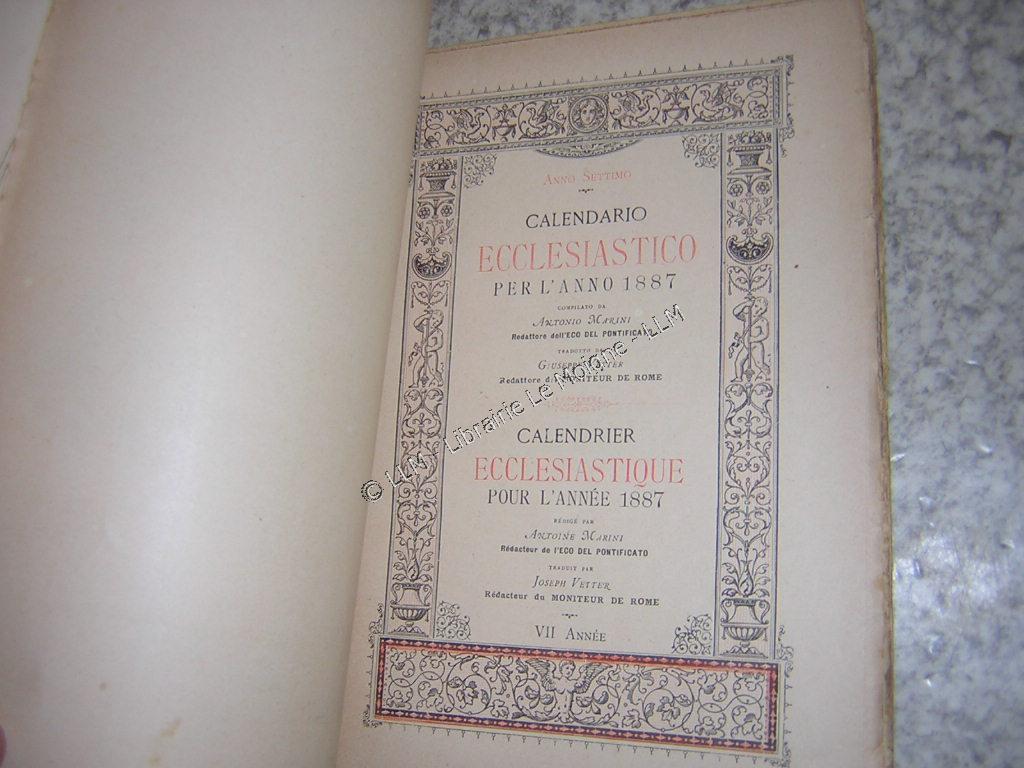 Anno Settimo
CALENDARIO
ECCLESIASTICO
PER L'ANNO 1887
COMPILATO DA
Antonio Marini
Redattore dell'ECO DEL PONTIFICATO
TRADOTTO
Redattore MONITEUR DE ROME
CALENDRIER
ECCLESIASTIQUE
POUR L'ANNÉE 1887
RÉDIGÉ PAR
Antoine Marini
Rédacteur de l'ECO DEL PONTIFICATO
TRADUIT PAR
Joseph Vetter
Rédacteur du MONITEUR DE ROME
VII Année
© LLM - Librairie Le Moigne - LLM